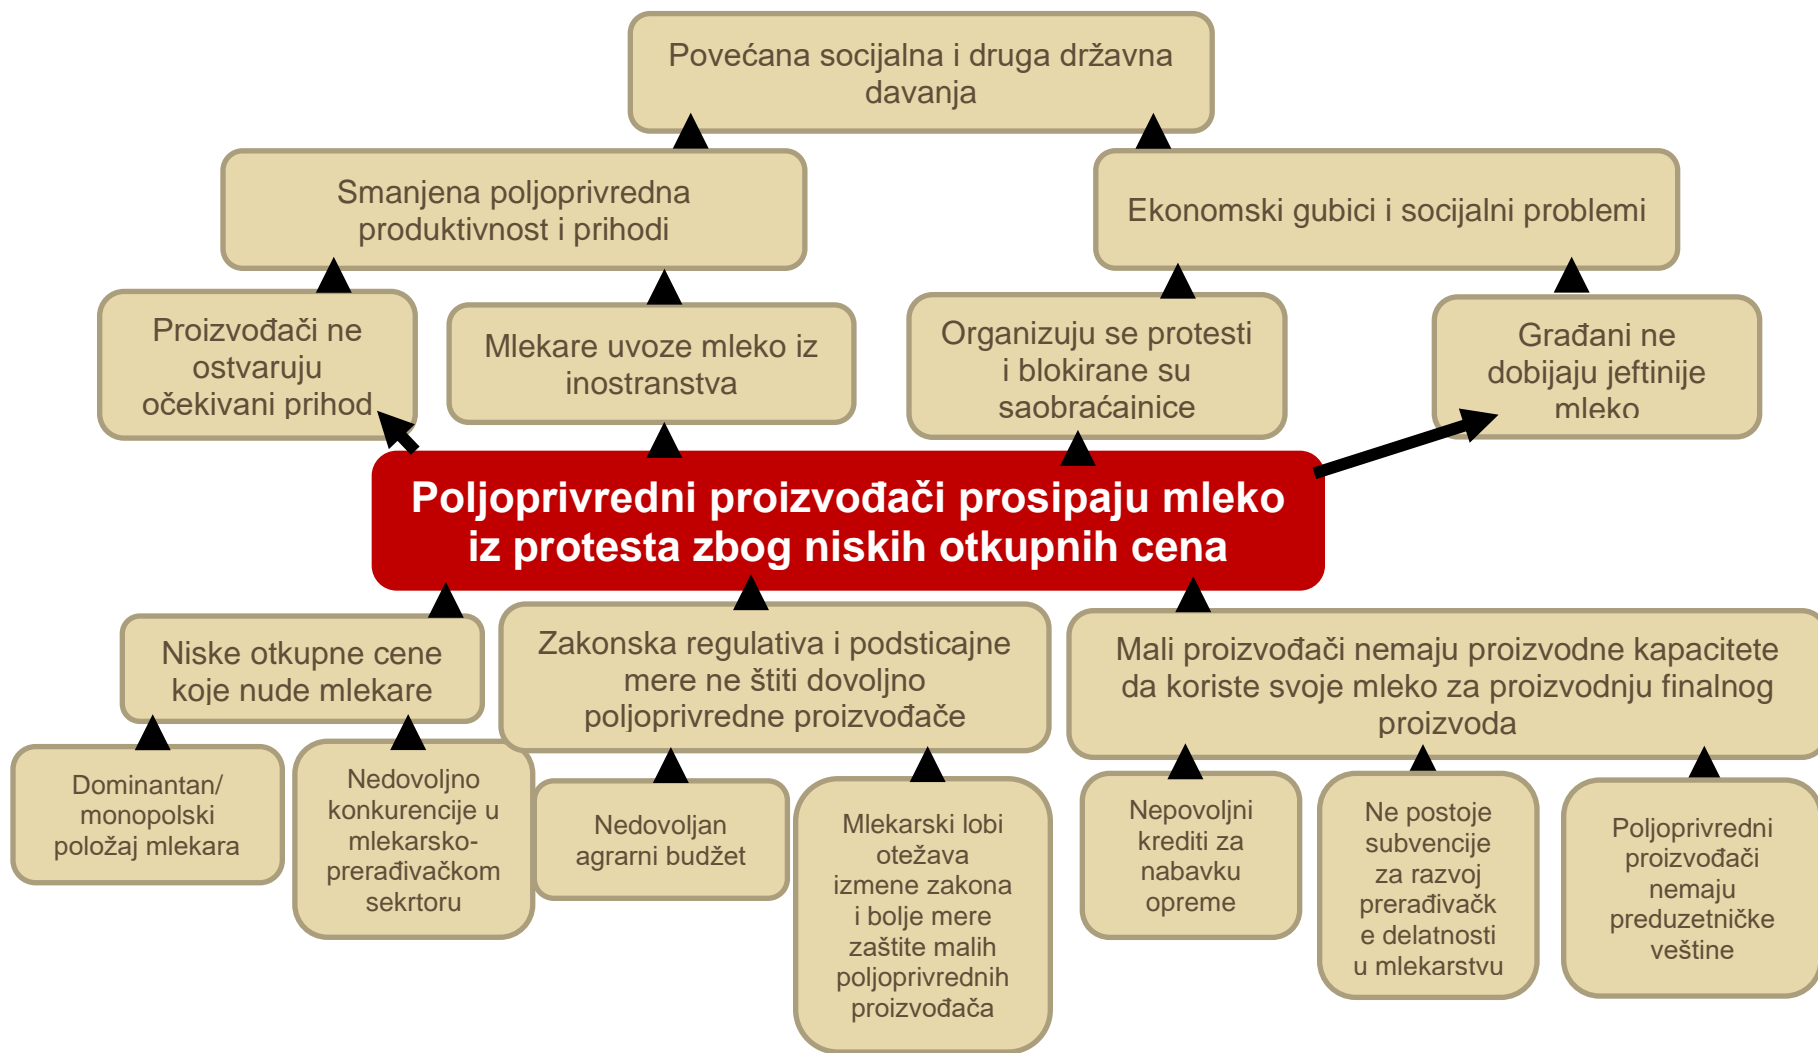 Povećana socijalna i druga državna
davanja
Smanjena poljoprivredna
produktivnost i prihodi
Ekonomski gubici i socijalni problemi
Proizvođači ne
ostvaruju
očekivani prihod
Mlekare uvoze mleko iz
inostranstva
Organizuju se protesti
i blokirane su
saobraćajnice
Građani ne
dobijaju jeftinije
mleko
Poljoprivredni proizvođači prosipaju mleko
iz protesta zbog niskih otkupnih cena
Niske otkupne cene
koje nude mlekare
Zakonska regulativa i podsticajne
mere ne štiti dovoljno
poljoprivredne proizvođače
Mali proizvođači nemaju proizvodne kapacitete
da koriste svoje mleko za proizvodnju finalnog
proizvoda
Dominantan/
monopolski
položaj mlekara
Nedovoljno
konkurencije u
mlekarsko-
prerađivačkom
sekrtoru
Nedovoljan
agrarni budžet
Mlekarski lobi
otežava
izmene zakona
i bolje mere
zaštite malih
poljoprivrednih
proizvođača
Nepovoljni
krediti za
nabavku
opreme
Ne postoje
subvencije
za razvoj
prerađivačk
e delatnosti
u mlekarstvu
Poljoprivredni
proizvođači
nemaju
preduzetničke
veštine